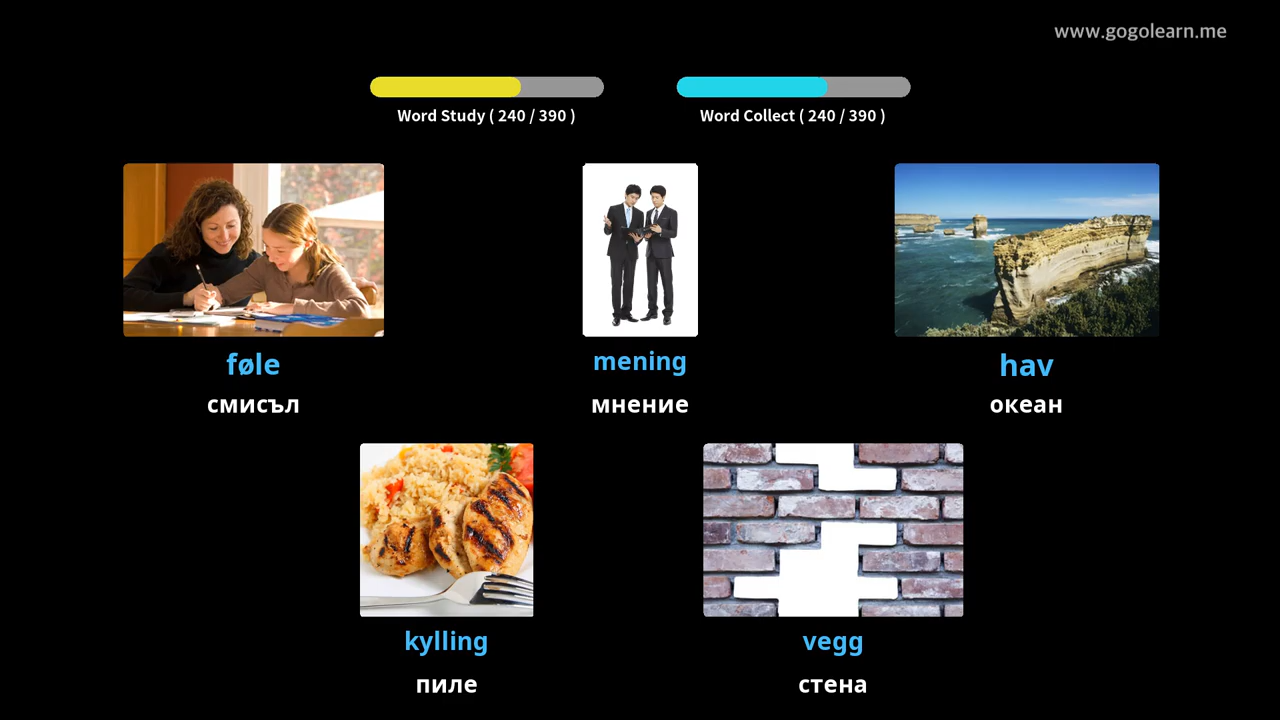 www.gogolearn.me
Word Study ( 240 / 390 )
Word Collect ( 240 / 390 )
føle
mening
hav
смисъл
мнение
океан
kylling
vegg
пиле
стена